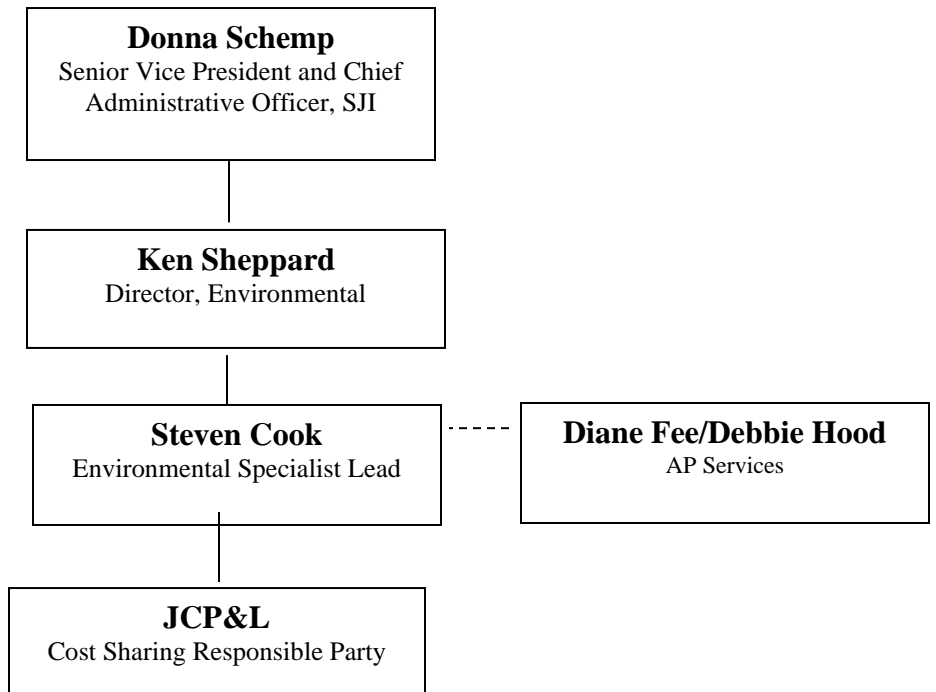 Donna Schemp
Senior Vice President and Chief
Administrative Officer, SJI
Ken Sheppard
Director, Environmental
Steven Cook
Environmental Specialist Lead
Diane Fee/Debbie Hood
AP Services
JCP&L
Cost Sharing Responsible Party